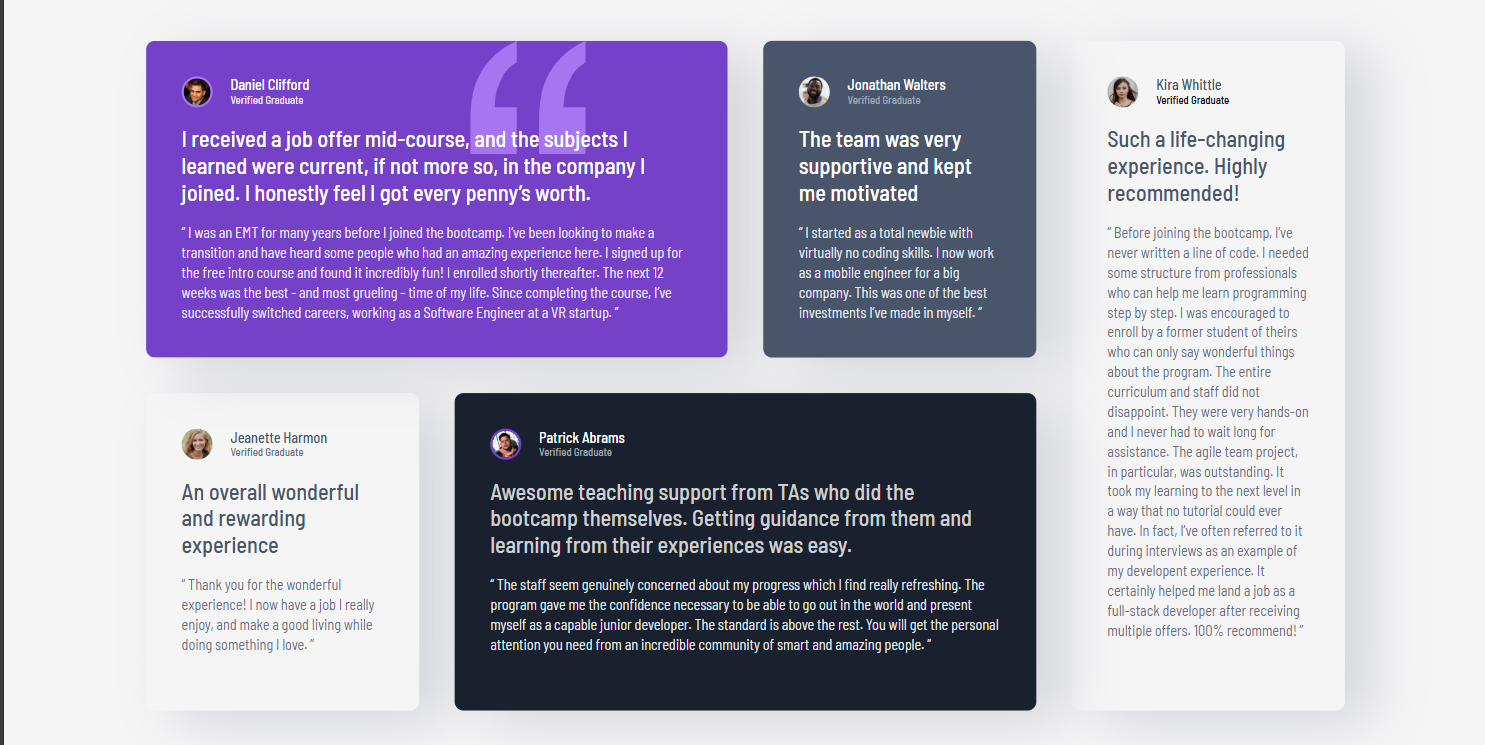 Daniel Clifford
Verified Graduate
I received a job offer mid-course, and the subjects I
learned were current, if not more so, in the company I
joined. I honestly feel I got every penny’s worth.
“ I was an EMT for many years before I joined the bootcamp. I’ve been looking to make a
transition and have heard some people who had an amazing experience here. I signed up for
the free intro course and found it incredibly fun! I enrolled shortly thereafter. The next 12
weeks was the best - and most grueling - time of my life. Since completing the course, I’ve
successfully switched careers, working as a Software Engineer at a VR startup. ”
Jonathan Walters
Verified Graduate
The team was very
supportive and kept
me motivated
“ I started as a total newbie with
virtually no coding skills. I now work
as a mobile engineer for a big
company. This was one of the best
investments I’ve made in myself. ”
Kira Whittle
Verified Graduate
Such a life-changing
experience. Highly
recommended!
“ Before joining the bootcamp, I’ve
never written a line of code. I needed
some structure from professionals
who can help me learn programming
step by step. I was encouraged to
enroll by a former student of theirs
who can only say wonderful things
about the program. The entire
curriculum and staff did not
disappoint. They were very hands-on
and I never had to wait long for
assistance. The agile team project,
in particular, was outstanding. It
took my learning to the next level in
a way that no tutorial could ever
have. In fact, I’ve often referred to it
during interviews as an example of
my developent experience. It
certainly helped me land a job as a
full-stack developer after receiving
multiple offers. 100% recommend! ”
Jeanette Harmon
Verified Graduate
An overall wonderful
and rewarding
experience
“ Thank you for the wonderful
experience! I now have a job I really
enjoy, and make a good living while
doing something I love. ”
Patrick Abrams
Verified Graduate
Awesome teaching support from TAs who did the
bootcamp themselves. Getting guidance from them and
learning from their experiences was easy.
“ The staff seem genuinely concerned about my progress which I find really refreshing. The
program gave me the confidence necessary to be able to go out in the world and present
myself as a capable junior developer. The standard is above the rest. You will get the personal
attention you need from an incredible community of smart and amazing people. ”